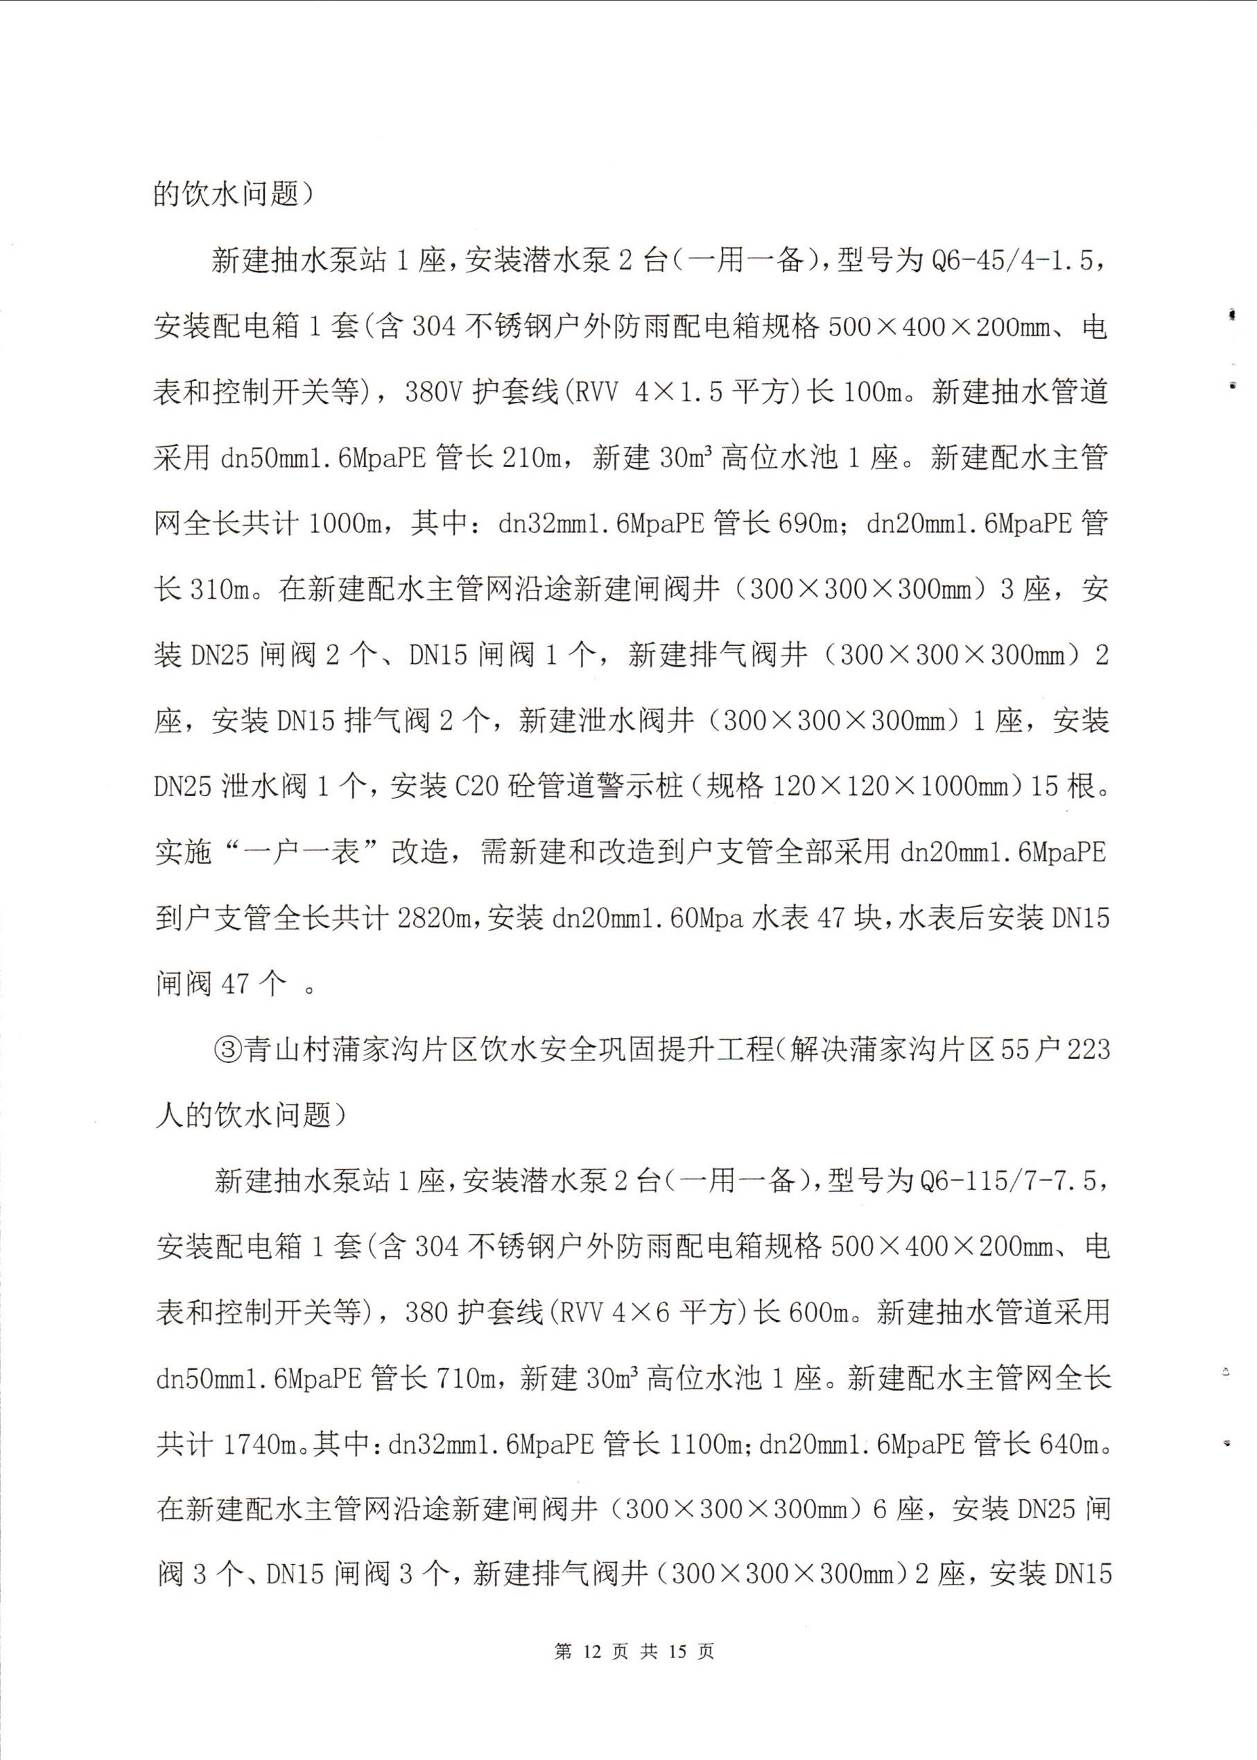 的饮水问题）
新建抽水泵站1座,安装潜水泵2台(一用一备),型号为Q6-45/4-1.5,
安装配电箱1套(含304不锈钢户外防雨配电箱规格500×400×200mm、电
表和控制开关等)，380V护套线(RVV 4×1.5平方)长100m。新建抽水管道
采用dn50mm1.6MpaPE管长210m，新建30m³高位水池1座。新建配水主管
网全长共计1000m，其中：dn32mm1.6MpaPE管长690m；dn20mm1.6MpaPE管
长310m。在新建配水主管网沿途新建闸阀井（300×300×300mm）3座，安
装DN25闸阀2个、DN15闸阀1个，新建排气阀井（300×300×300mm）2
座，安装DN15排气阀2个，新建泄水阀井（300×300×300mm）1座，安装
DN25泄水阀1个,安装C20砼管道警示桩(规格120×120×1000mm)15根。
实施“一户一表”改造，需新建和改造到户支管全部采用dn20mm1.6MpaPE
到户支管全长共计2820m,安装dn20mm1.60Mpa水表47块,水表后安装DN15
闸阀47个 。
③青山村蒲家沟片区饮水安全巩固提升工程(解决蒲家沟片区55户223
人的饮水问题）
新建抽水泵站1座,安装潜水泵2台(一用一备),型号为Q6-115/7-7.5,
安装配电箱1套(含304不锈钢户外防雨配电箱规格500×400×200mm、电
表和控制开关等)，380护套线(RVV 4×6平方)长600m。新建抽水管道采用
dn50mm1.6MpaPE管长710m，新建30m³高位水池1座。新建配水主管网全长
共计1740m。其中:dn32mm1.6MpaPE管长1100m;dn20mm1.6MpaPE管长640m。
在新建配水主管网沿途新建闸阀井（300×300×300mm）6座，安装DN25闸
阀3个、DN15闸阀3个,新建排气阀井(300×300×300mm)2座，安装DN15
第 12 页 共 15 页